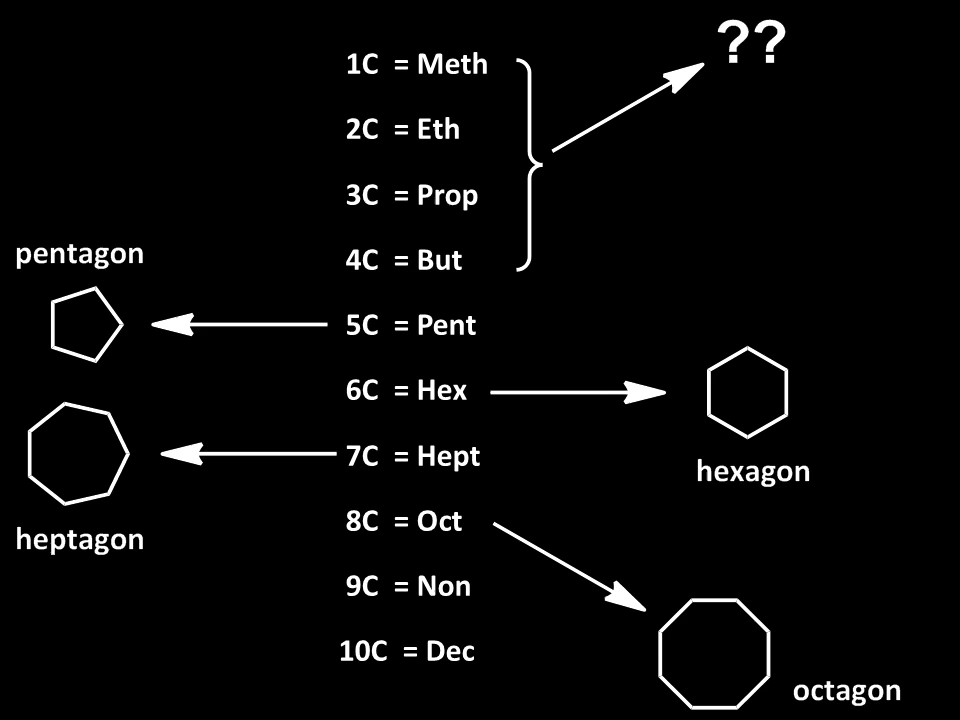 ??
1C = Meth
2C = Eth
3C = Prop
4C = But
pentagon
5C = Pent
6C = Hex
7C = Hept
hexagon
8C = Oct
heptagon
9C = Non
10C = Dec
octagon